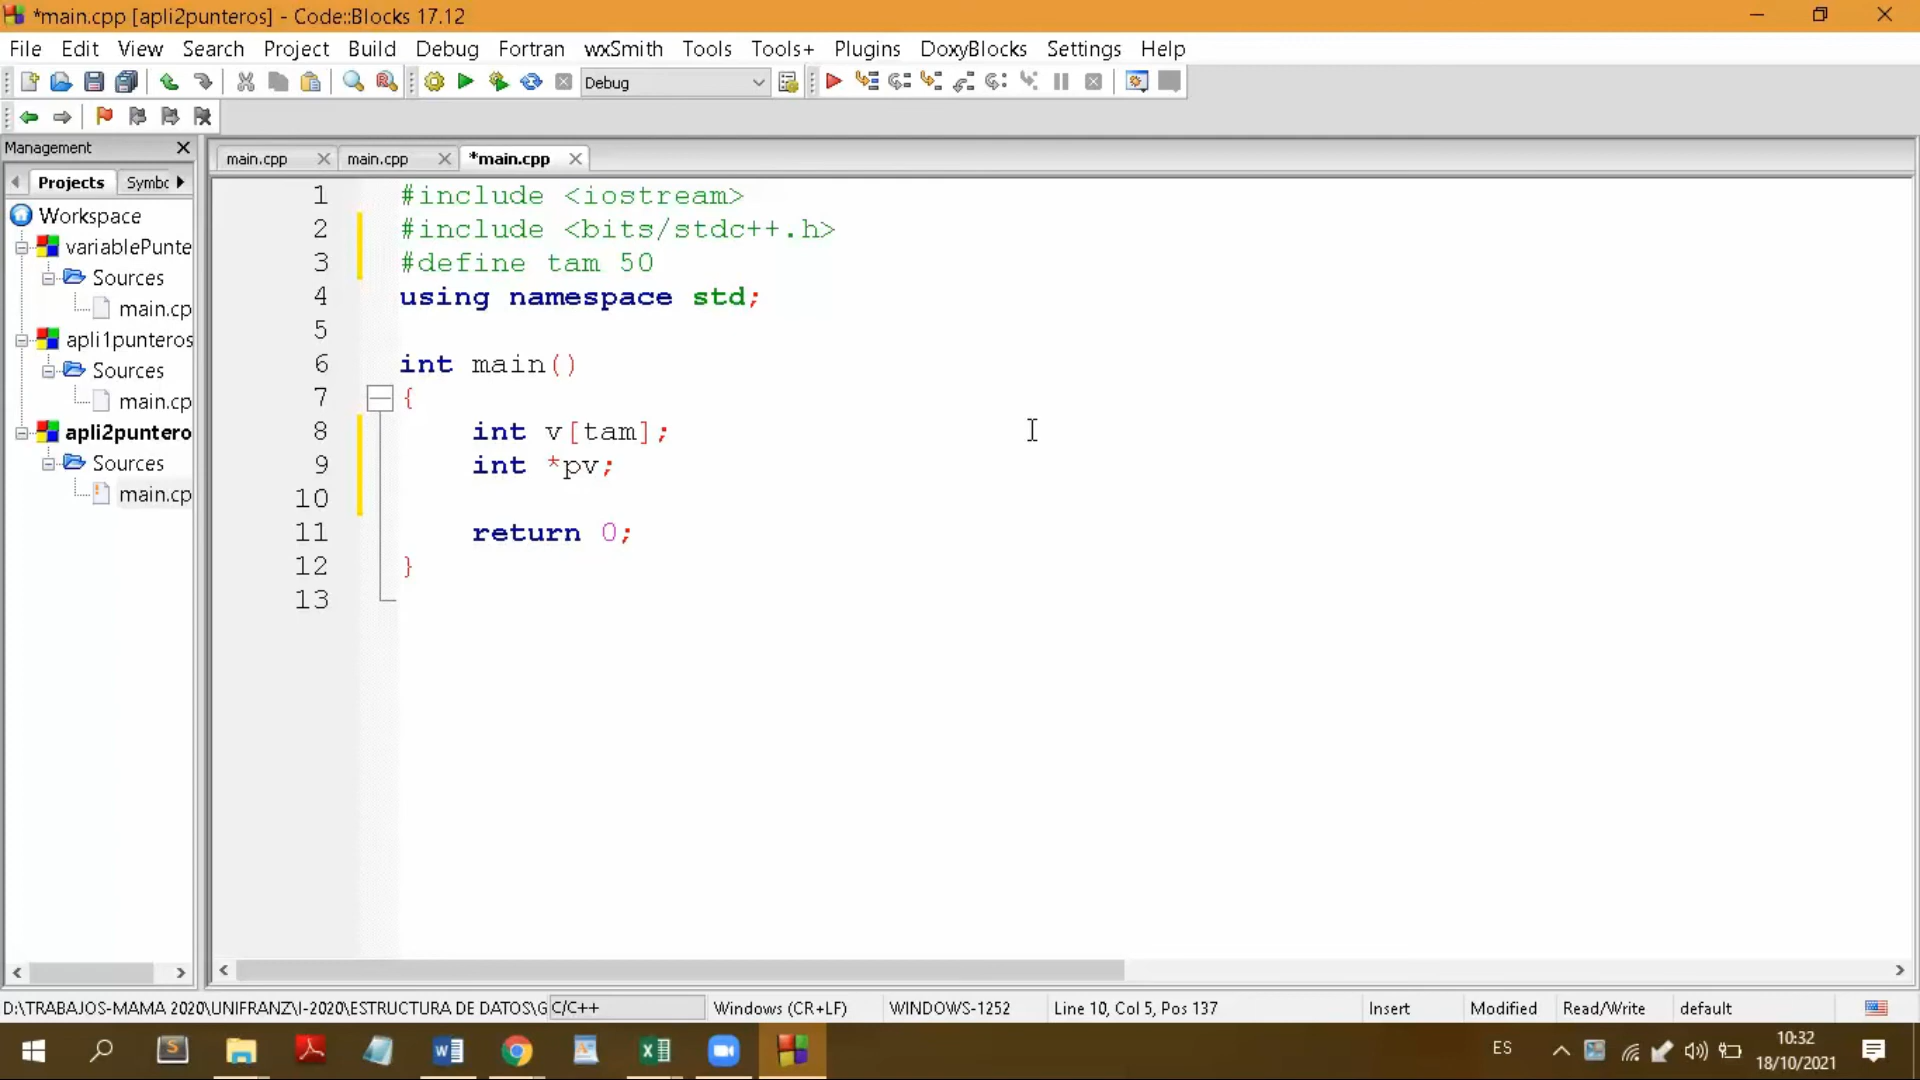 *main.cpp [apli2punteros] - Code::Blocks 17.12
File Edit View Search Project Build Debug Fortran wxSmith Tools Tools+ Plugins DoxyBlocks Settings Help
Debug
Management
Projects Symbc
Workspace
variablePunte
Sources
main.cp
apli1punteros
Sources
main.cp
apli2puntero
Sources
main.cp
main.cpp main.cpp *main.cpp
1 #include <iostream>
2 #include <bits/stdc++.h>
3 #define tam 50
4 using namespace std;
5
6 int main()
7 {
8 int v[tam];
9 int *pv;
10
11 return 0;
12 }
13
D:\TRABAJOS-MAMA 2020\UNIFRANZ\I-2020\ESTRUCTURA DE DATOS\G C/C++ Windows (CR+LF) WINDOWS-1252 Line 10, Col 5, Pos 137 Insert Modified Read/Write default
ES 10:32
18/10/2021